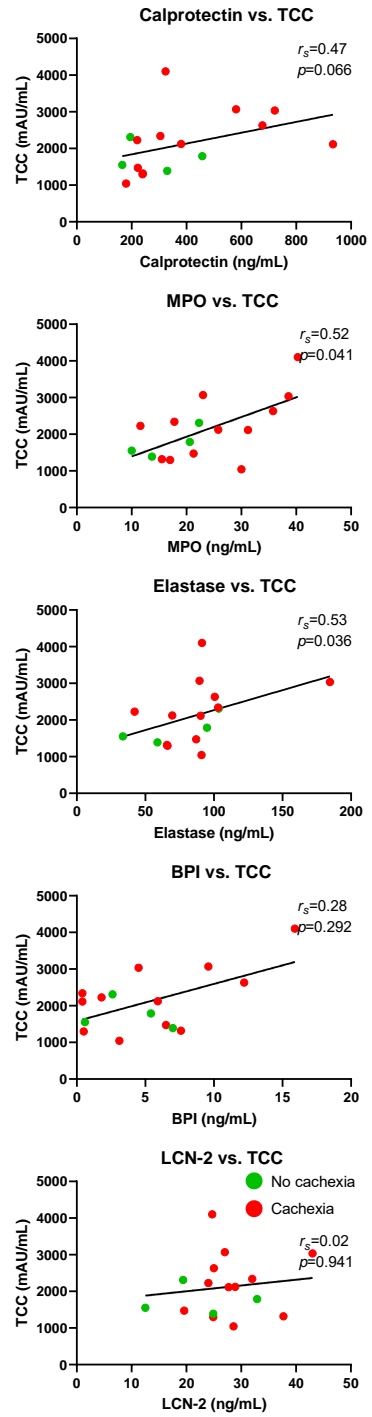 Calprotectin vs. TCC
rs=0.47
p=0.066
5000
4000
3000
2000
1000
0
TCC (mAU/mL)
0 200 400 600 800 1000
Calprotectin (ng/mL)
MPO vs. TCC
rs=0.52
p=0.041
5000
4000
3000
2000
1000
0
TCC (mAU/mL)
0 10 20 30 40 50
MPO (ng/mL)
Elastase vs. TCC
rs=0.53
p=0.036
5000
4000
3000
2000
1000
0
TCC (mAU/mL)
0 50 100 150 200
Elastase (ng/mL)
BPI vs. TCC
rs=0.28
p=0.292
5000
4000
3000
2000
1000
0
TCC (mAU/mL)
0 5 10 15 20
BPI (ng/mL)
LCN-2 vs. TCC
No cachexia
Cachexia
rs=0.02
p=0.941
5000
4000
3000
2000
1000
0
TCC (mAU/mL)
0 10 20 30 40 50
LCN-2 (ng/mL)